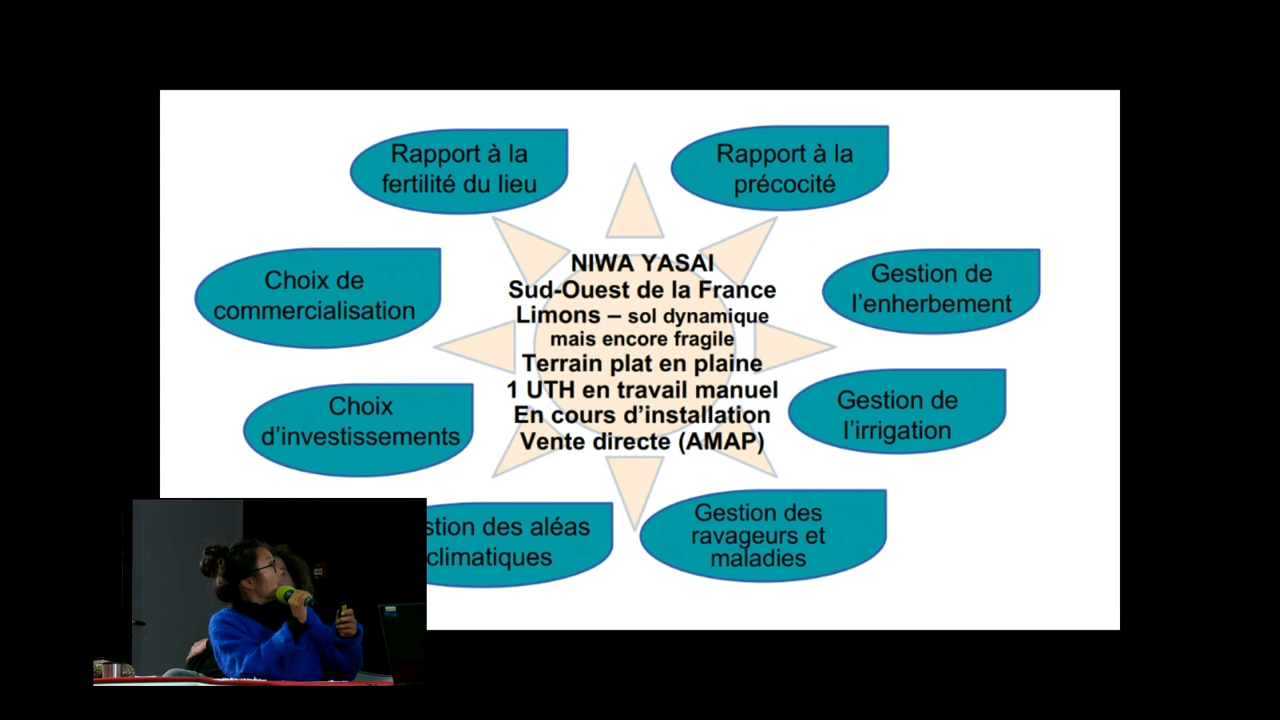 Rapport à la
fertilité du lieu
Rapport à la
précocité
Choix de
commercialisation
NIWA YASAI
Sud-Ouest de la France
Limons – sol dynamique
mais encore fragile
Terrain plat en plaine
1 UTH en travail manuel
En cours d’installation
Vente directe (AMAP)
Gestion de
l’enherbement
Choix
d’investissements
Gestion de
l’irrigation
stion des aléas
climatiques
Gestion des
ravageurs et
maladies